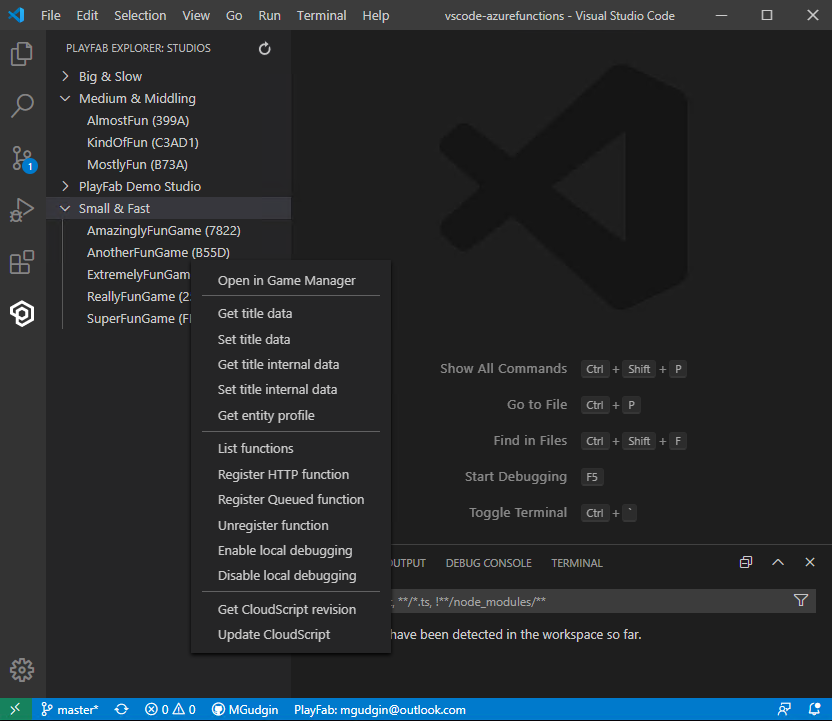 File Edit Selection View Go Run Terminal Help vscode-azurefunctions - Visual Studio Code
PLAYFAB EXPLORER: STUDIOS
Big & Slow
Medium & Middling
AlmostFun (399A)
KindOfFun (C3AD1)
MostlyFun (B73A)
PlayFab Demo Studio
Small & Fast
AmazinglyFunGame (7822)
AnotherFunGame (B55D)
ExtremelyFunGam
ReallyFunGame (2
SuperFunGame (F
1
Open in Game Manager
Get title data
Set title data
Get title internal data
Set title internal data
Get entity profile
List functions
Register HTTP function
Register Queued function
Unregister function
Enable local debugging
Disable local debugging
Get CloudScript revision
Update CloudScript
Show All Commands Ctrl + Shift + P
Go to File Ctrl + P
Find in Files Ctrl + Shift + F
Start Debugging F5
Toggle Terminal Ctrl + `
UTPUT DEBUG CONSOLE TERMINAL
, **/*.ts, !**/node_modules/**
have been detected in the workspace so far.
master* 0 0 MGudgin PlayFab: mgudgin@outlook.com